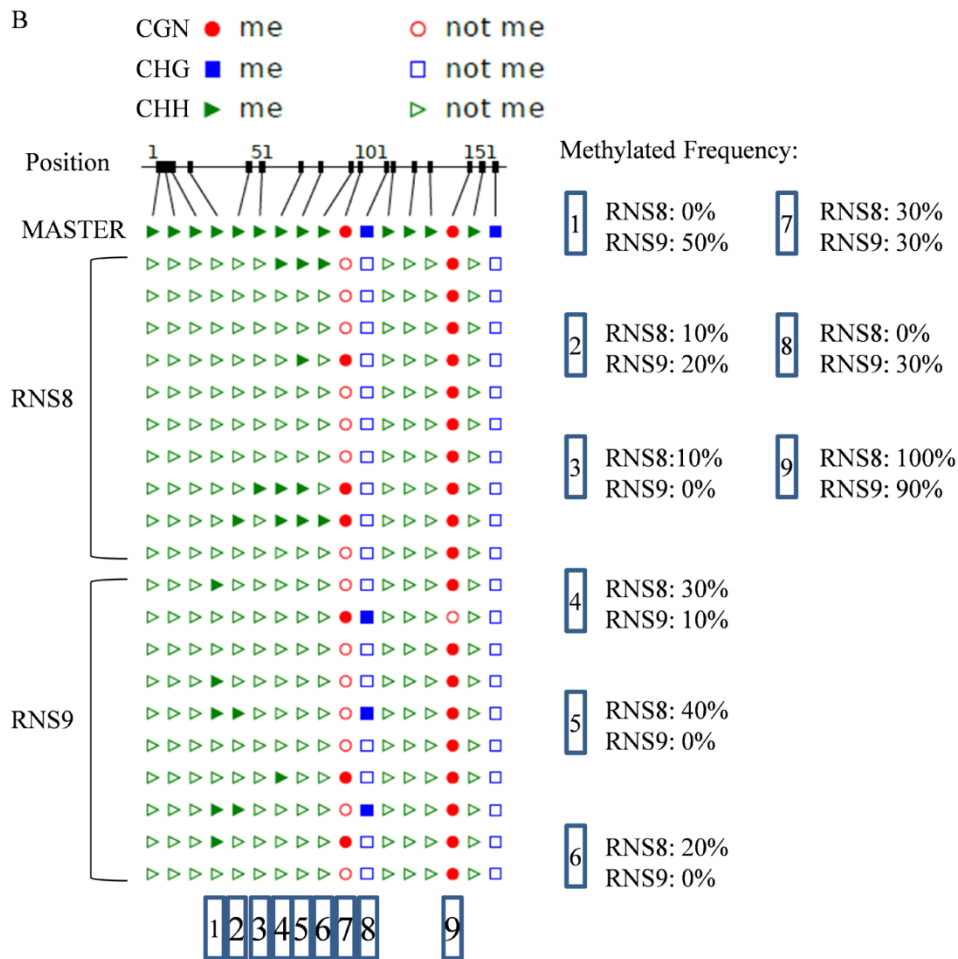 B
CGN me not me
CHG me not me
CHH me not me
Position 1 51 101 151
Methylated Frequency:
MASTER
RNS8
RNS9
1 RNS8: 0%
RNS9: 50%
2 RNS8: 10%
RNS9: 20%
3 RNS8:10%
RNS9: 0%
4 RNS8: 30%
RNS9: 10%
5 RNS8: 40%
RNS9: 0%
6 RNS8: 20%
RNS9: 0%
7 RNS8: 30%
RNS9: 30%
8 RNS8: 0%
RNS9: 30%
9 RNS8: 100%
RNS9: 90%
1 2 3 4 5 6 7 8 9